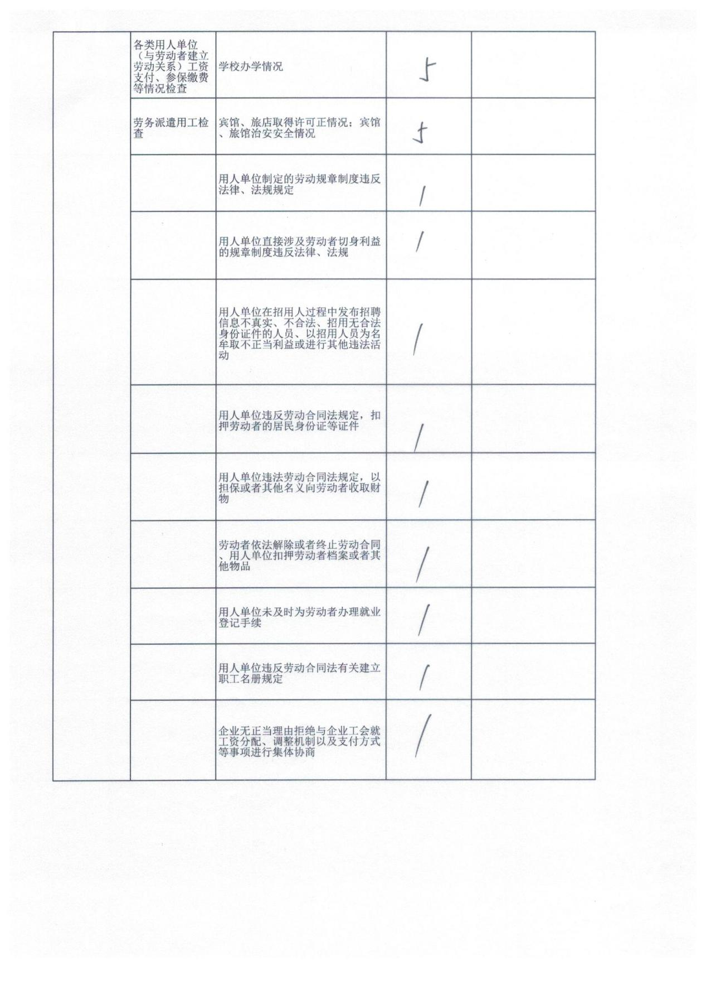 各类用人单位
（与劳动者建立
劳动关系）工资
支付、参保缴费
等情况检查
学校办学情况
5
劳务派遣用工检
查
宾馆、旅店取得许可正情况；宾馆
、旅馆治安安全情况
5
用人单位制定的劳动规章制度违反
法律、法规规定
/
用人单位直接涉及劳动者切身利益
的规章制度违反法律、法规
/
用人单位在招用人过程中发布招聘
信息不真实、不合法、招用无合法
身份证件的人员、以招用人员为名
牟取不正当利益或进行其他违法活
动
/
用人单位违反劳动合同法规定，扣
押劳动者的居民身份证等证件
/
用人单位违法劳动合同法规定，以
担保或者其他名义向劳动者收取财
物
/
劳动者依法解除或者终止劳动合同
、用人单位扣押劳动者档案或者其
他物品
/
用人单位未及时为劳动者办理就业
登记手续
/
用人单位违反劳动合同法有关建立
职工名册规定
/
企业无正当理由拒绝与企业工会就
工资分配、调整机制以及支付方式
等事项进行集体协商
/